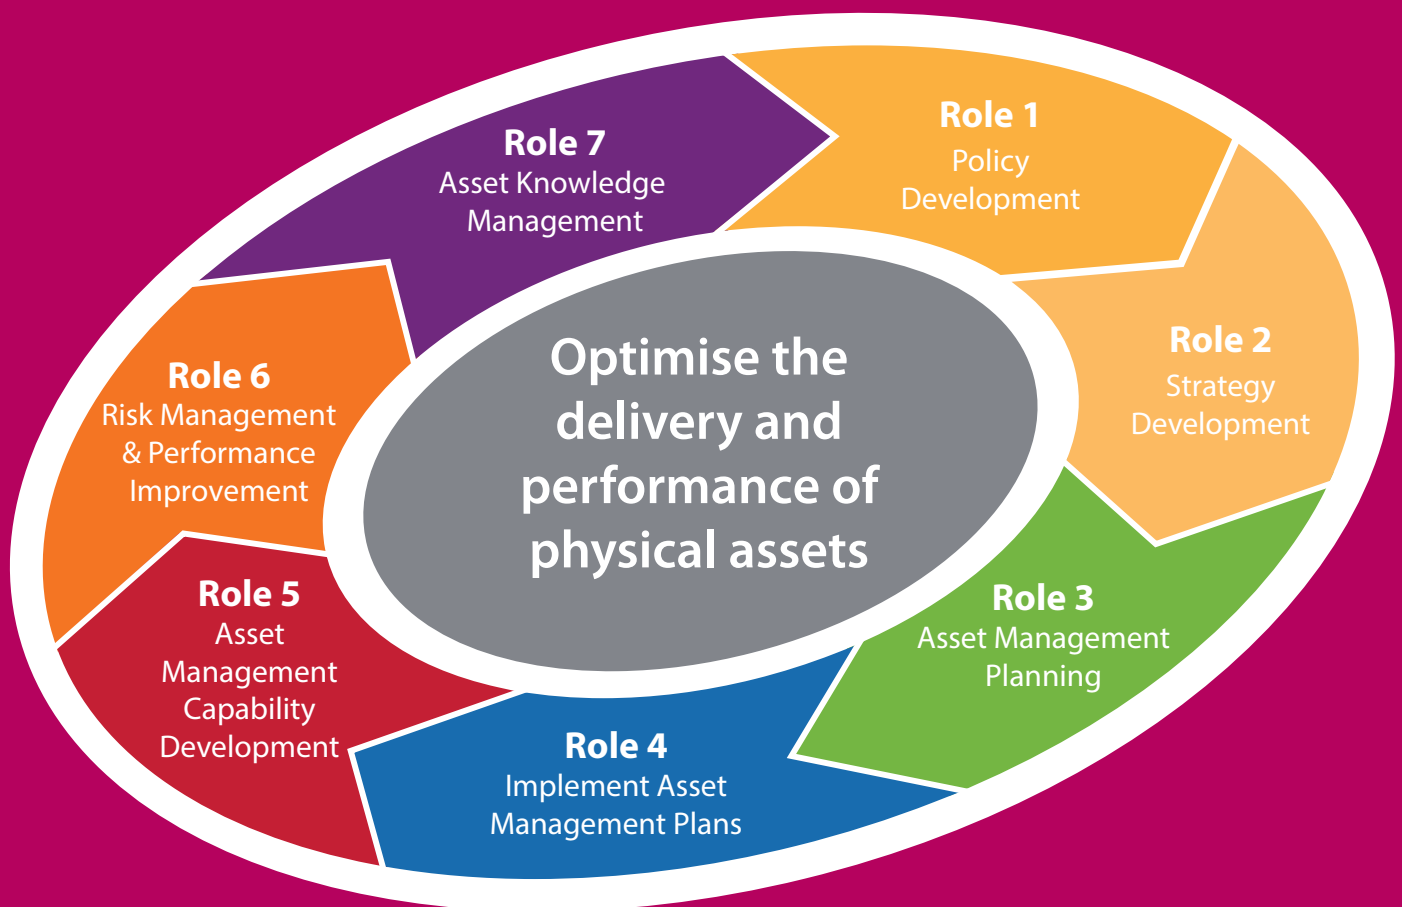 Role 1
Policy
Development
Role 2
Strategy
Development
Role 3
Asset Management
Planning
Role 4
Implement Asset
Management Plans
Role 5
Asset
Management
Capability
Development
Role 6
Risk Management
& Performance
Improvement
Role 7
Asset Knowledge
Management
Optimise the
delivery and
performance of
physical assets